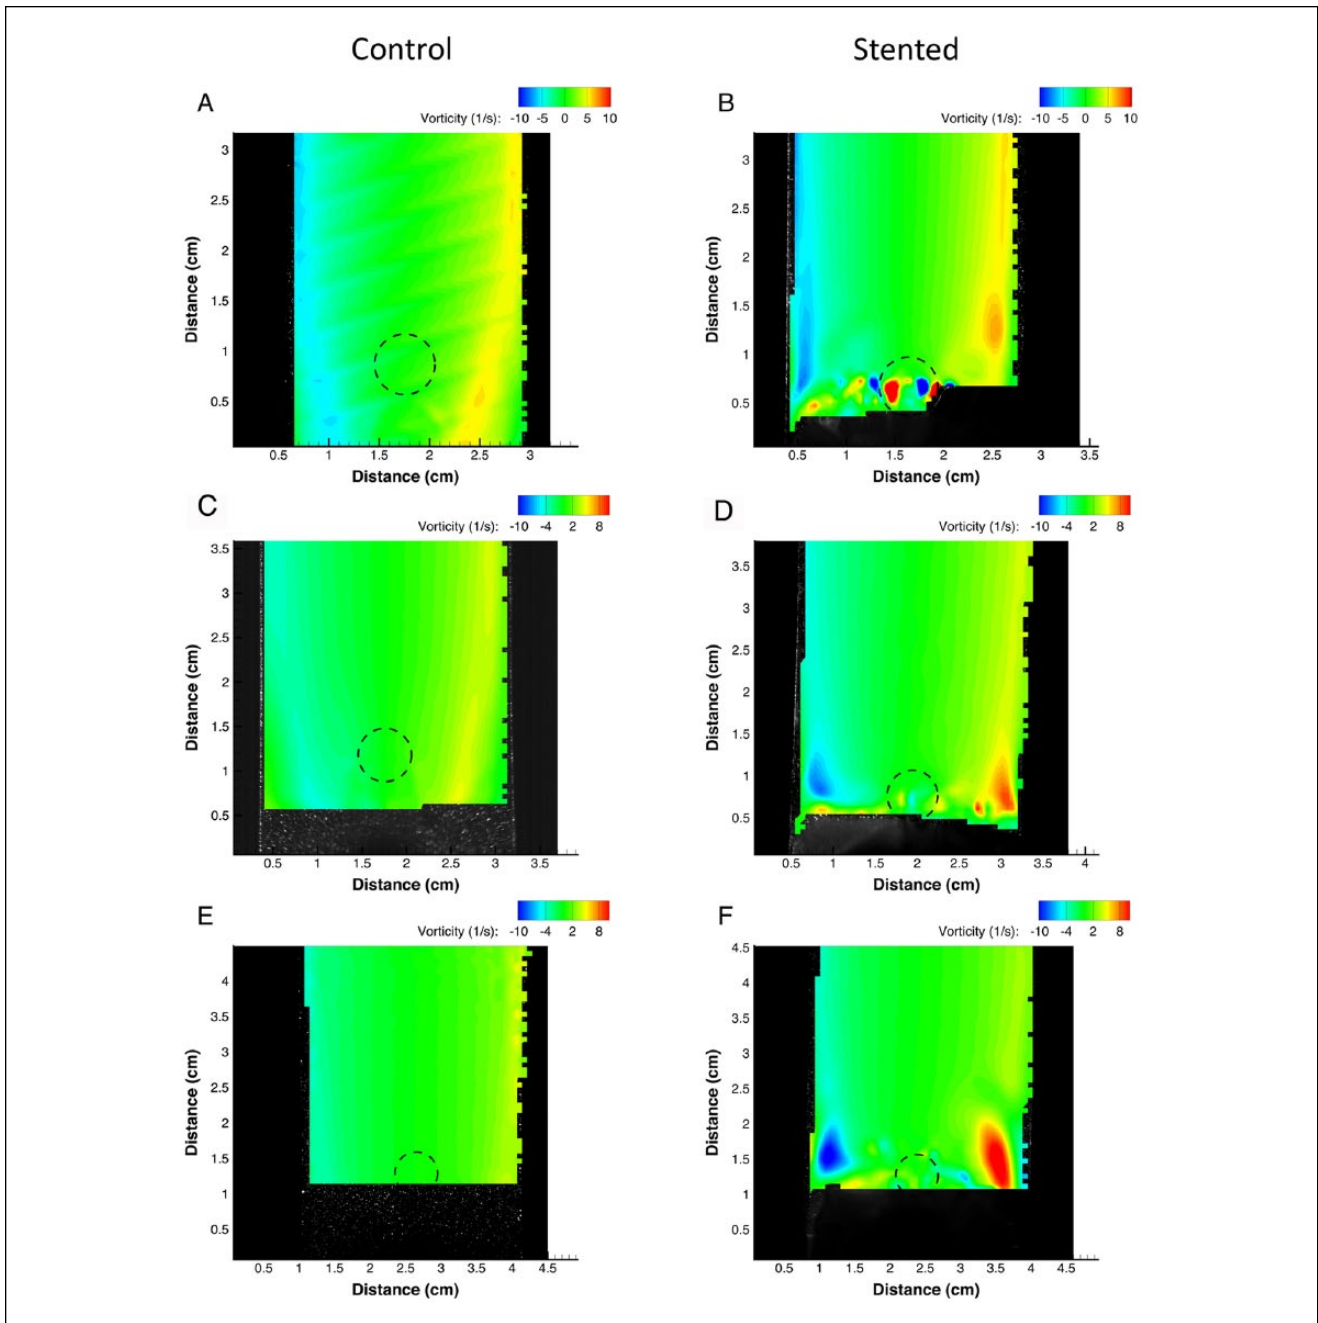 Control
Stented
A
Vorticity (1/s): -10 -5 0 5 10
3
2.5
2
1.5
1
0.5
Distance (cm)
0.5 1 1.5 2 2.5 3
Distance (cm)
B
Vorticity (1/s): -10 -5 0 5 10
3
2.5
2
1.5
1
0.5
Distance (cm)
0.5 1 1.5 2 2.5 3 3.5
Distance (cm)
C
Vorticity (1/s): -10 -4 2 8
3.5
3
2.5
2
1.5
1
0.5
Distance (cm)
0.5 1 1.5 2 2.5 3 3.5
Distance (cm)
D
Vorticity (1/s): -10 -4 2 8
3.5
3
2.5
2
1.5
1
0.5
Distance (cm)
0.5 1 1.5 2 2.5 3 3.5 4
Distance (cm)
E
Vorticity (1/s): -10 -4 2 8
4
3.5
3
2.5
2
1.5
1
0.5
Distance (cm)
0.5 1 1.5 2 2.5 3 3.5 4 4.5
Distance (cm)
F
Vorticity (1/s): -10 -4 2 8
4.5
4
3.5
3
2.5
2
1.5
1
0.5
Distance (cm)
0.5 1 1.5 2 2.5 3 3.5 4 4.5
Distance (cm)